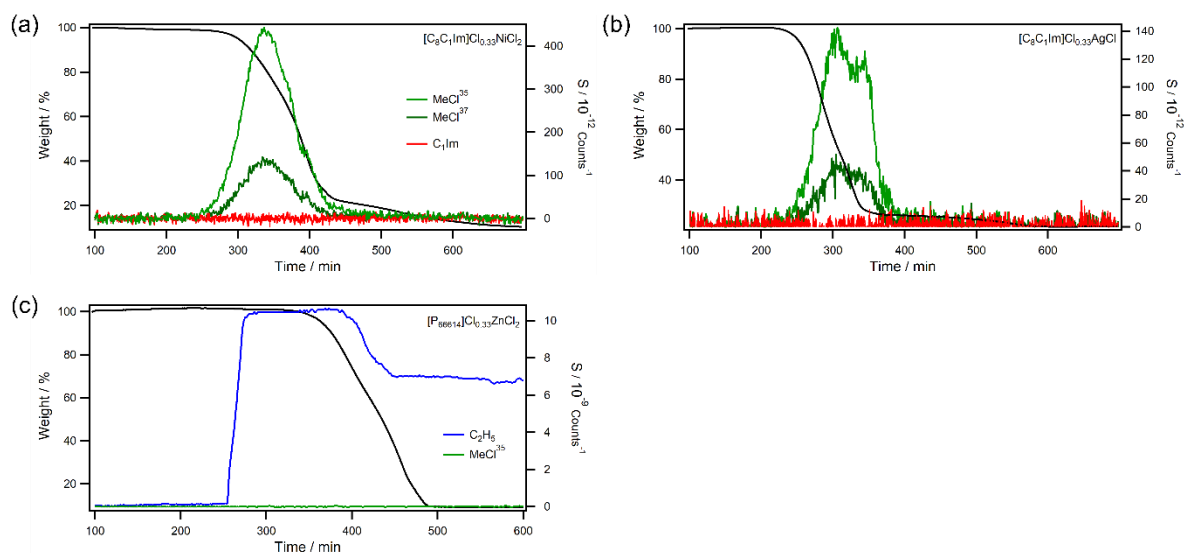 (a)
[C₈C₁Im]Cl₀.₃₃NiCl₂
100
80
60
40
20
Weight / %
400
300
200
100
0
S / 10⁻¹² Counts⁻¹
MeCl³⁵
MeCl³⁷
C₁Im
100 200 300 400 500 600
Time / min
(b)
[C₈C₁Im]Cl₀.₃₃AgCl
100
80
60
40
Weight / %
140
120
100
80
60
40
20
0
S / 10⁻¹² Counts⁻¹
100 200 300 400 500 600
Time / min
(c)
[P₆₆₆₁₄]Cl₀.₃₃ZnCl₂
100
80
60
40
20
Weight / %
10
8
6
4
2
0
S / 10⁻⁹ Counts⁻¹
C₂H₅
MeCl³⁵
100 200 300 400 500 600
Time / min